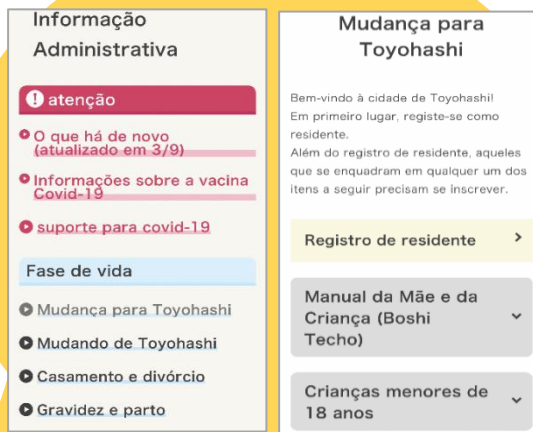 Informação
Administrativa
! atenção
O que há de novo
(atualizado em 3/9)
Informações sobre a vacina
Covid-19
suporte para covid-19
Fase de vida
Mudança para Toyohashi
Mudando de Toyohashi
Casamento e divórcio
Gravidez e parto
Mudança para
Toyohashi
Bem-vindo à cidade de Toyohashi!
Em primeiro lugar, registe-se como
residente.
Além do registro de residente, aqueles
que se enquadram em qualquer um dos
itens a seguir precisam se inscrever.
Registro de residente
Manual da Mãe e da
Criança (Boshi
Techo)
Crianças menores de
18 anos